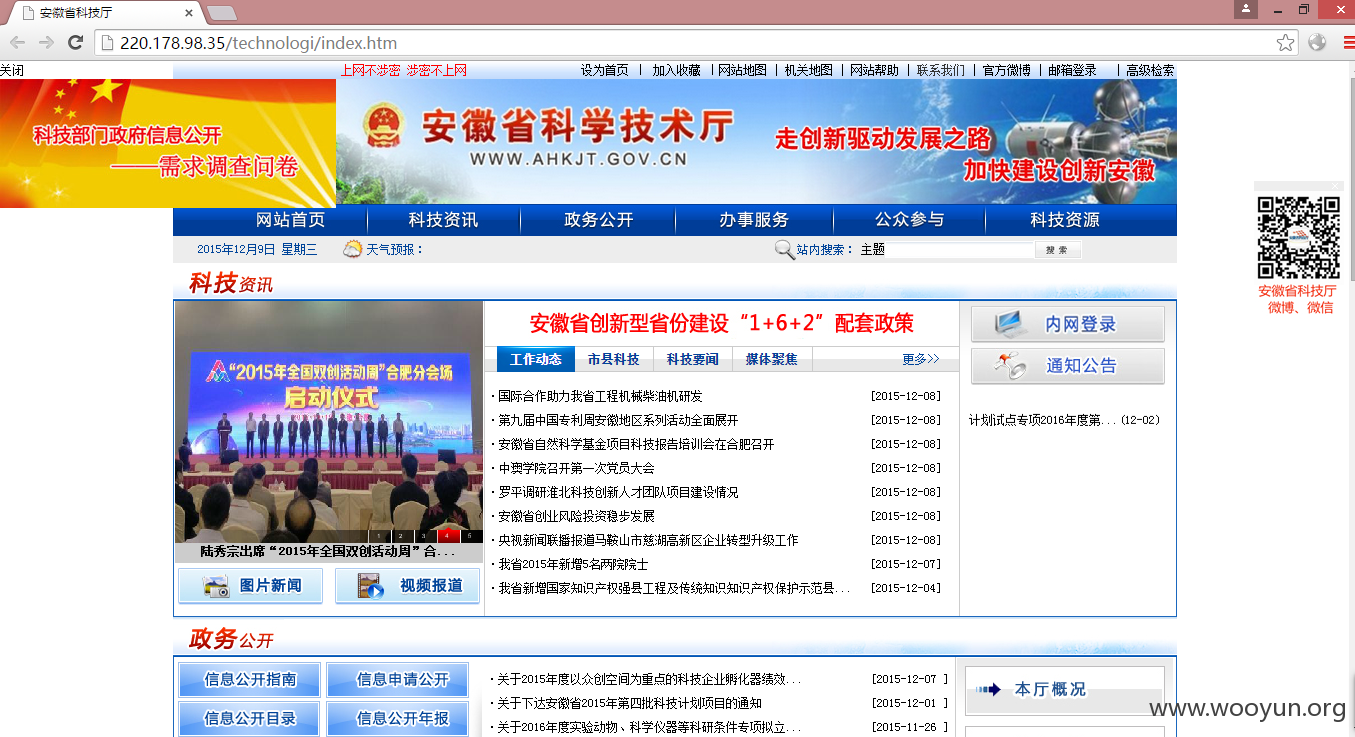 安徽省科技厅
220.178.98.35/technologi/index.htm
关闭
上网不涉密 涉密不上网
设为首页 | 加入收藏 | 网站地图 | 机关地图 | 网站帮助 | 联系我们 | 官方微博 | 邮箱登录 | 高级检索
科技部门政府信息公开
——需求调查问卷
安徽省科学技术厅
WWW.AHKJT.GOV.CN
走创新驱动发展之路
加快建设创新安徽
网站首页 科技资讯 政务公开 办事服务 公众参与 科技资源
2015年12月9日 星期三 天气预报： 站内搜索： 主题 搜 索
安徽省科技厅
微博、微信
科技资讯
“2015年全国双创活动周”合肥分会场
启动仪式
1 2 3 4 5
陆秀宗出席“2015年全国双创活动周”合...
图片新闻 视频报道
安徽省创新型省份建设“1+6+2”配套政策
工作动态 市县科技 科技要闻 媒体聚焦 更多>>
·国际合作助力我省工程机械柴油机研发 [2015-12-08]
·第九届中国专利周安徽地区系列活动全面展开 [2015-12-08]
·安徽省自然科学基金项目科技报告培训会在合肥召开 [2015-12-08]
·中澳学院召开第一次党员大会 [2015-12-08]
·罗平调研淮北科技创新人才团队项目建设情况 [2015-12-08]
·安徽省创业风险投资稳步发展 [2015-12-08]
·央视新闻联播报道马鞍山市慈湖高新区企业转型升级工作 [2015-12-08]
·我省2015年新增5名两院院士 [2015-12-07]
·我省新增国家知识产权强县工程及传统知识知识产权保护示范县... [2015-12-04]
内网登录
通知公告
计划试点专项2016年度第...(12-02)
政务公开
信息公开指南 信息申请公开
信息公开目录 信息公开年报
·关于2015年度以众创空间为重点的科技企业孵化器绩效... [2015-12-07 ]
·关于下达安徽省2015年第四批科技计划项目的通知 [2015-12-01 ]
·关于2016年度实验动物、科学仪器等科研条件专项拟立... [2015-11-26 ]
本厅概况
www.wooyun.org